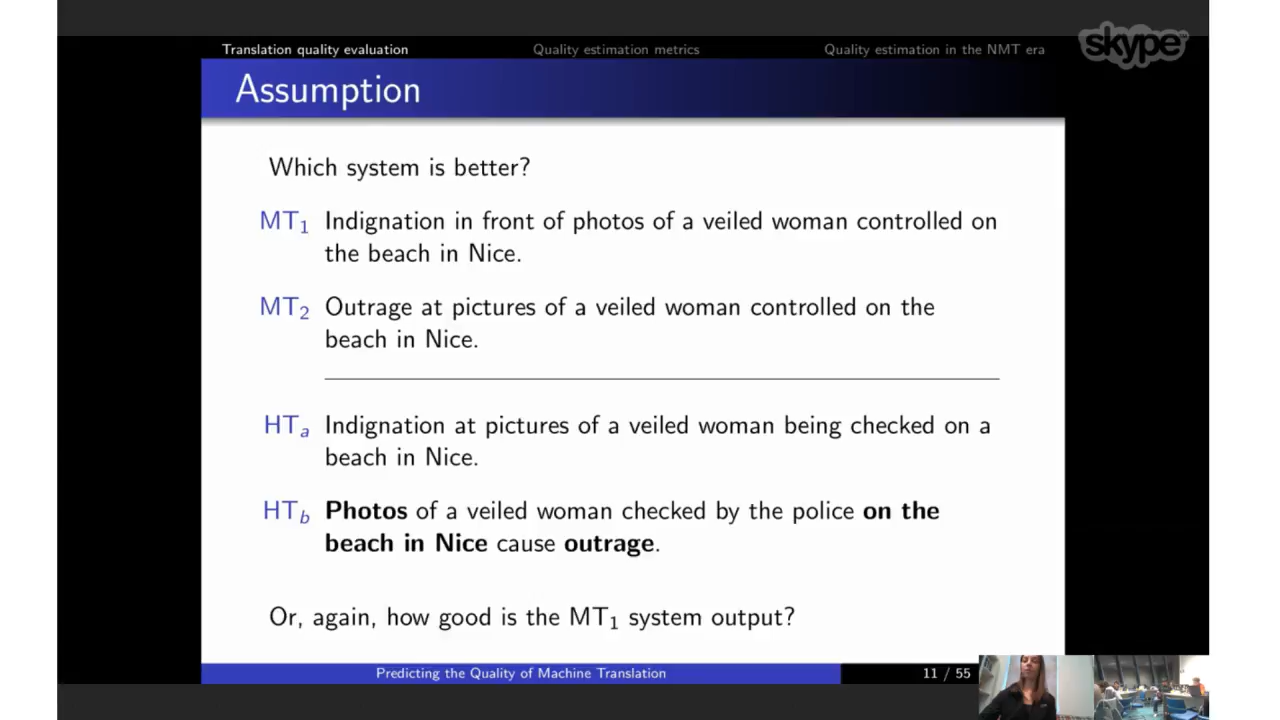 Translation quality evaluation Quality estimation metrics Quality estimation in the NMT era
skype
Assumption
Which system is better?
MT1 Indignation in front of photos of a veiled woman controlled on
the beach in Nice.
MT2 Outrage at pictures of a veiled woman controlled on the
beach in Nice.
HTa Indignation at pictures of a veiled woman being checked on a
beach in Nice.
HTb Photos of a veiled woman checked by the police on the
beach in Nice cause outrage.
Or, again, how good is the MT1 system output?
Predicting the Quality of Machine Translation 11 / 55